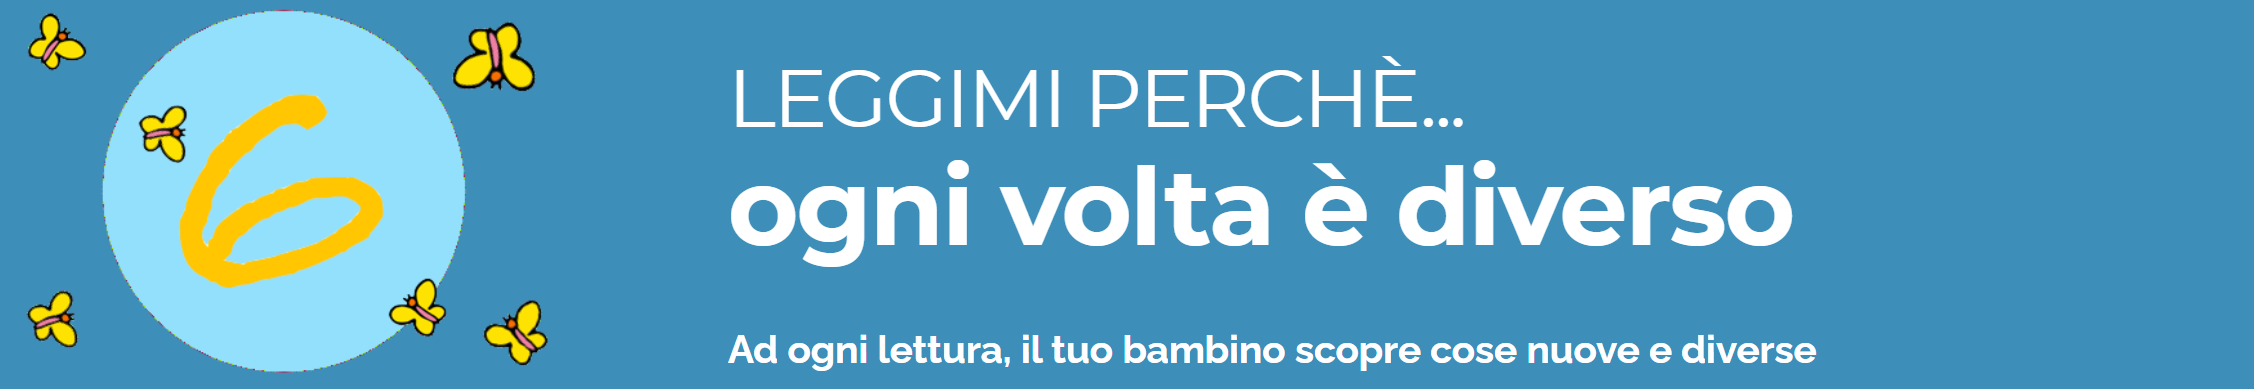 6
LEGGIMI PERCHÈ...
ogni volta è diverso
Ad ogni lettura, il tuo bambino scopre cose nuove e diverse